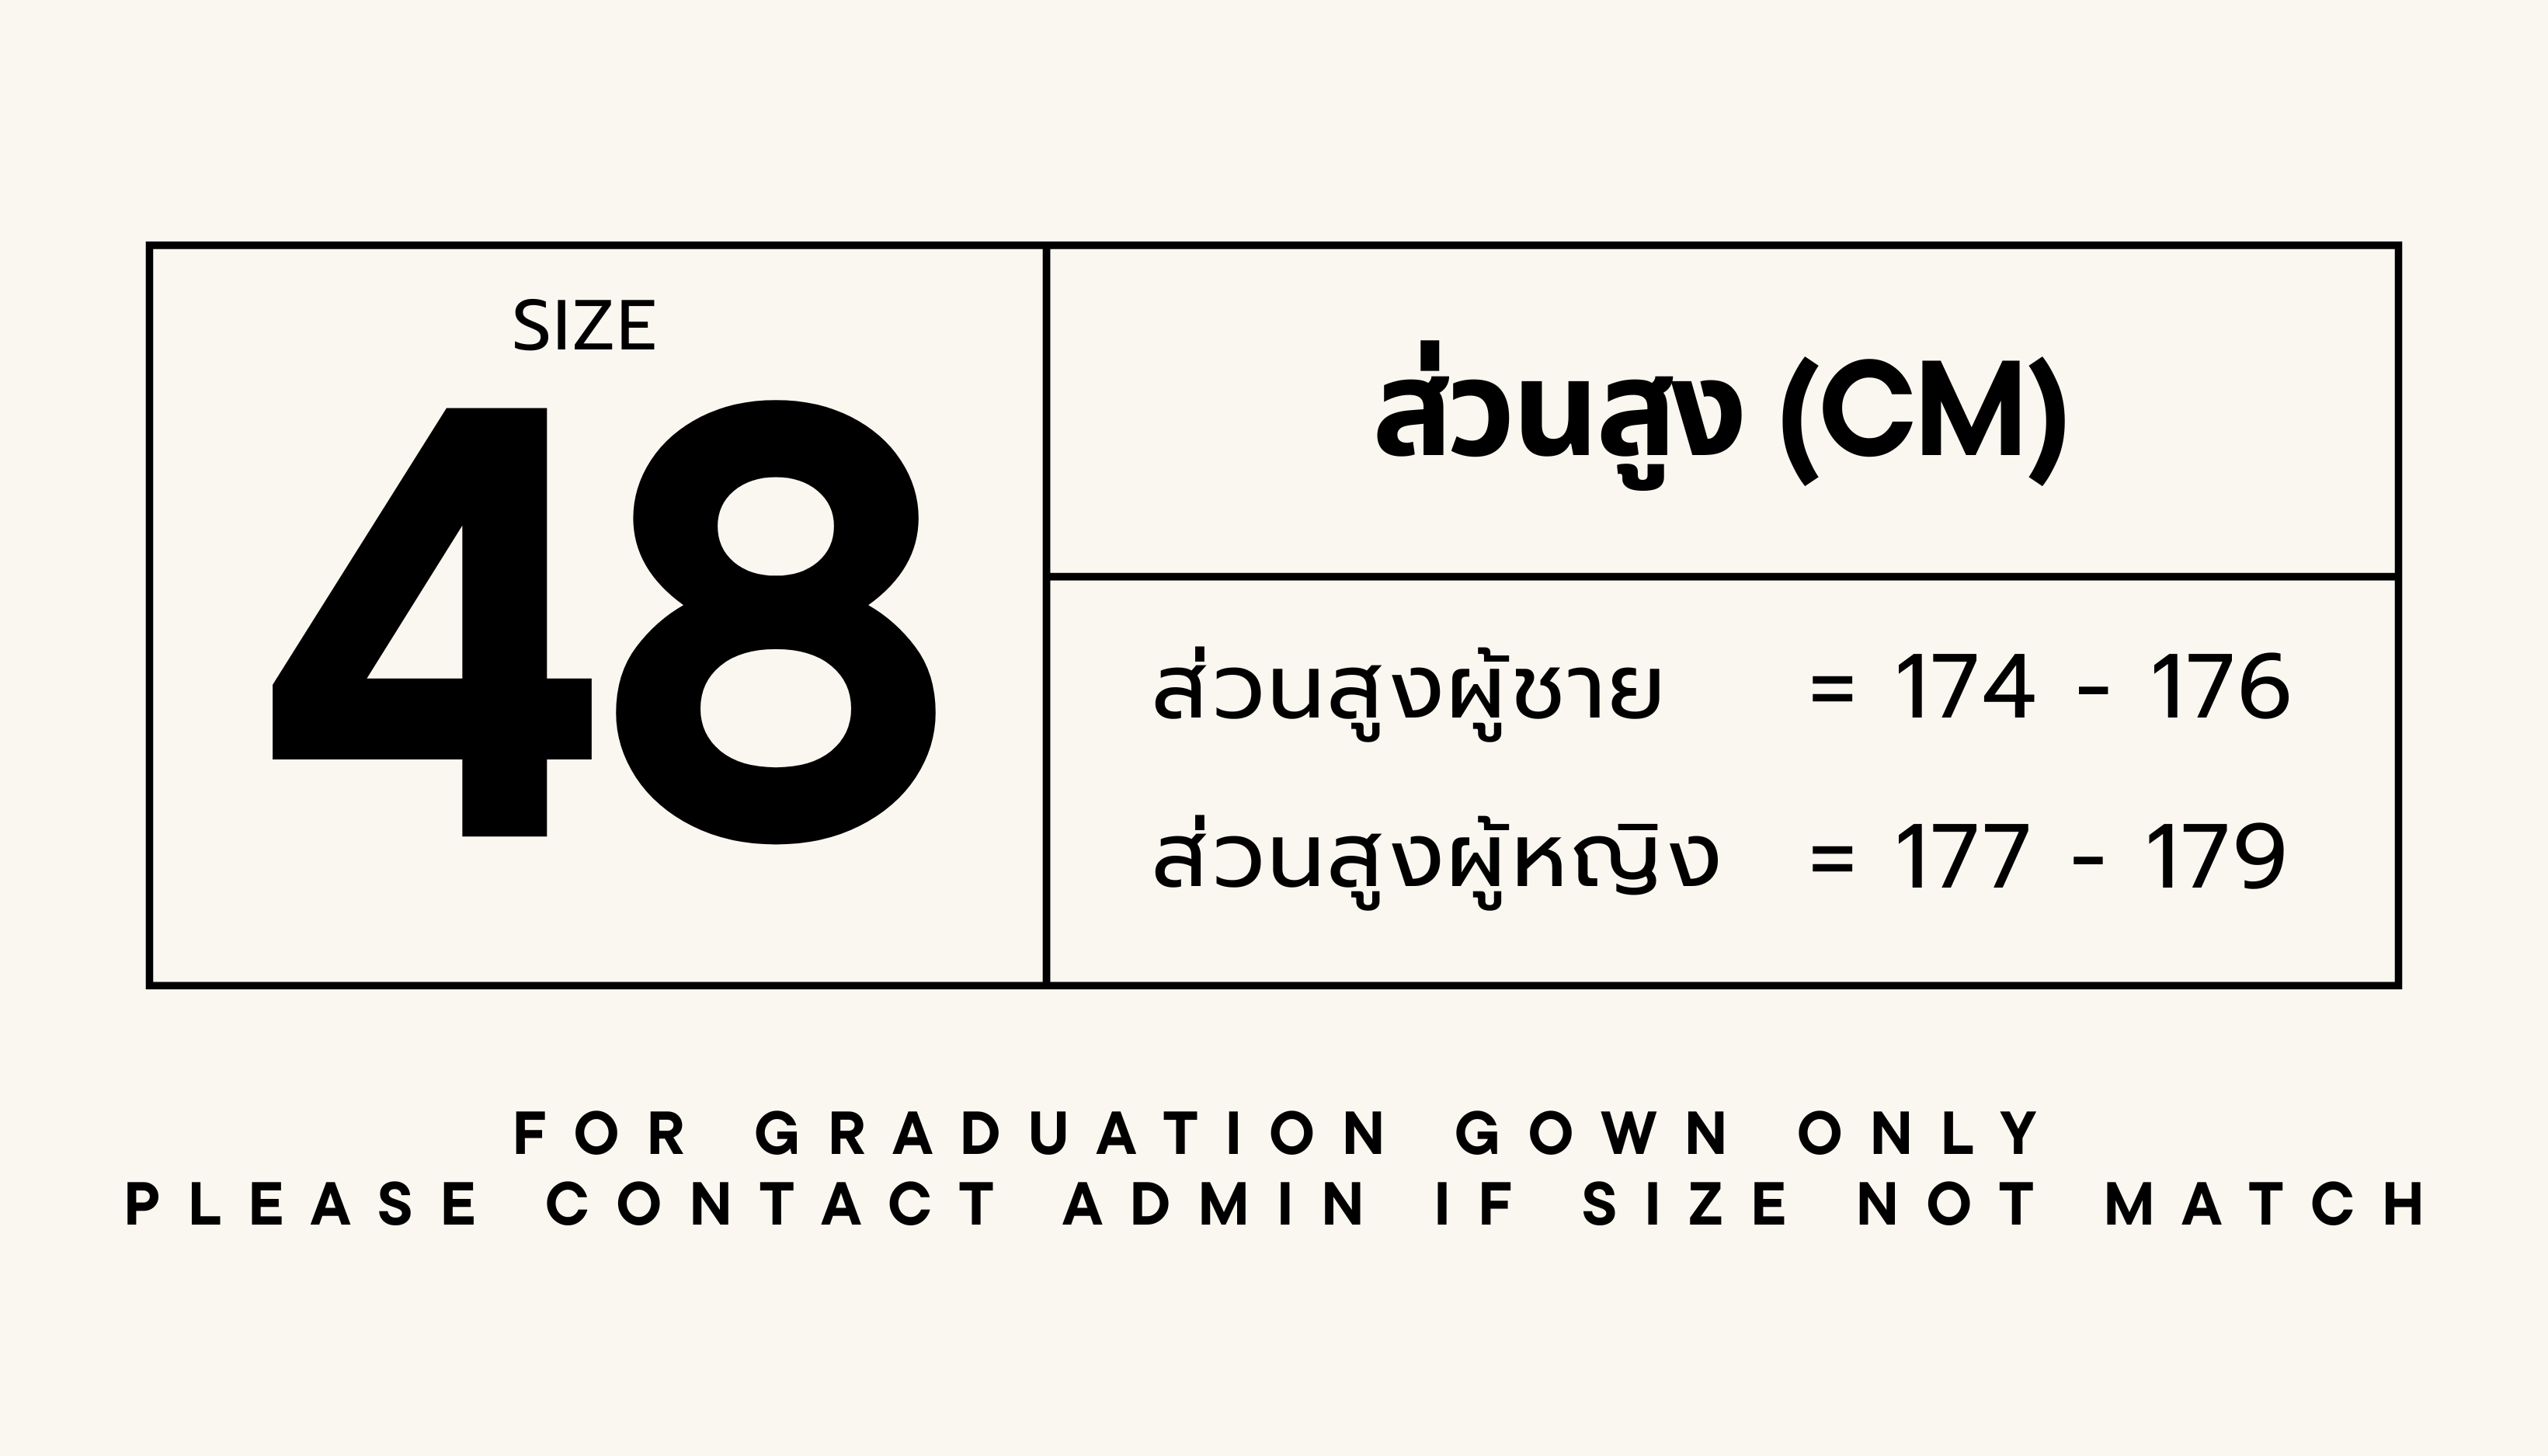 SIZE
48
ส่วนสูง (CM)
ส่วนสูงผู้ชาย = 174 - 176
ส่วนสูงผู้หญิง = 177 - 179
FOR GRADUATION GOWN ONLY
PLEASE CONTACT ADMIN IF SIZE NOT MATCH